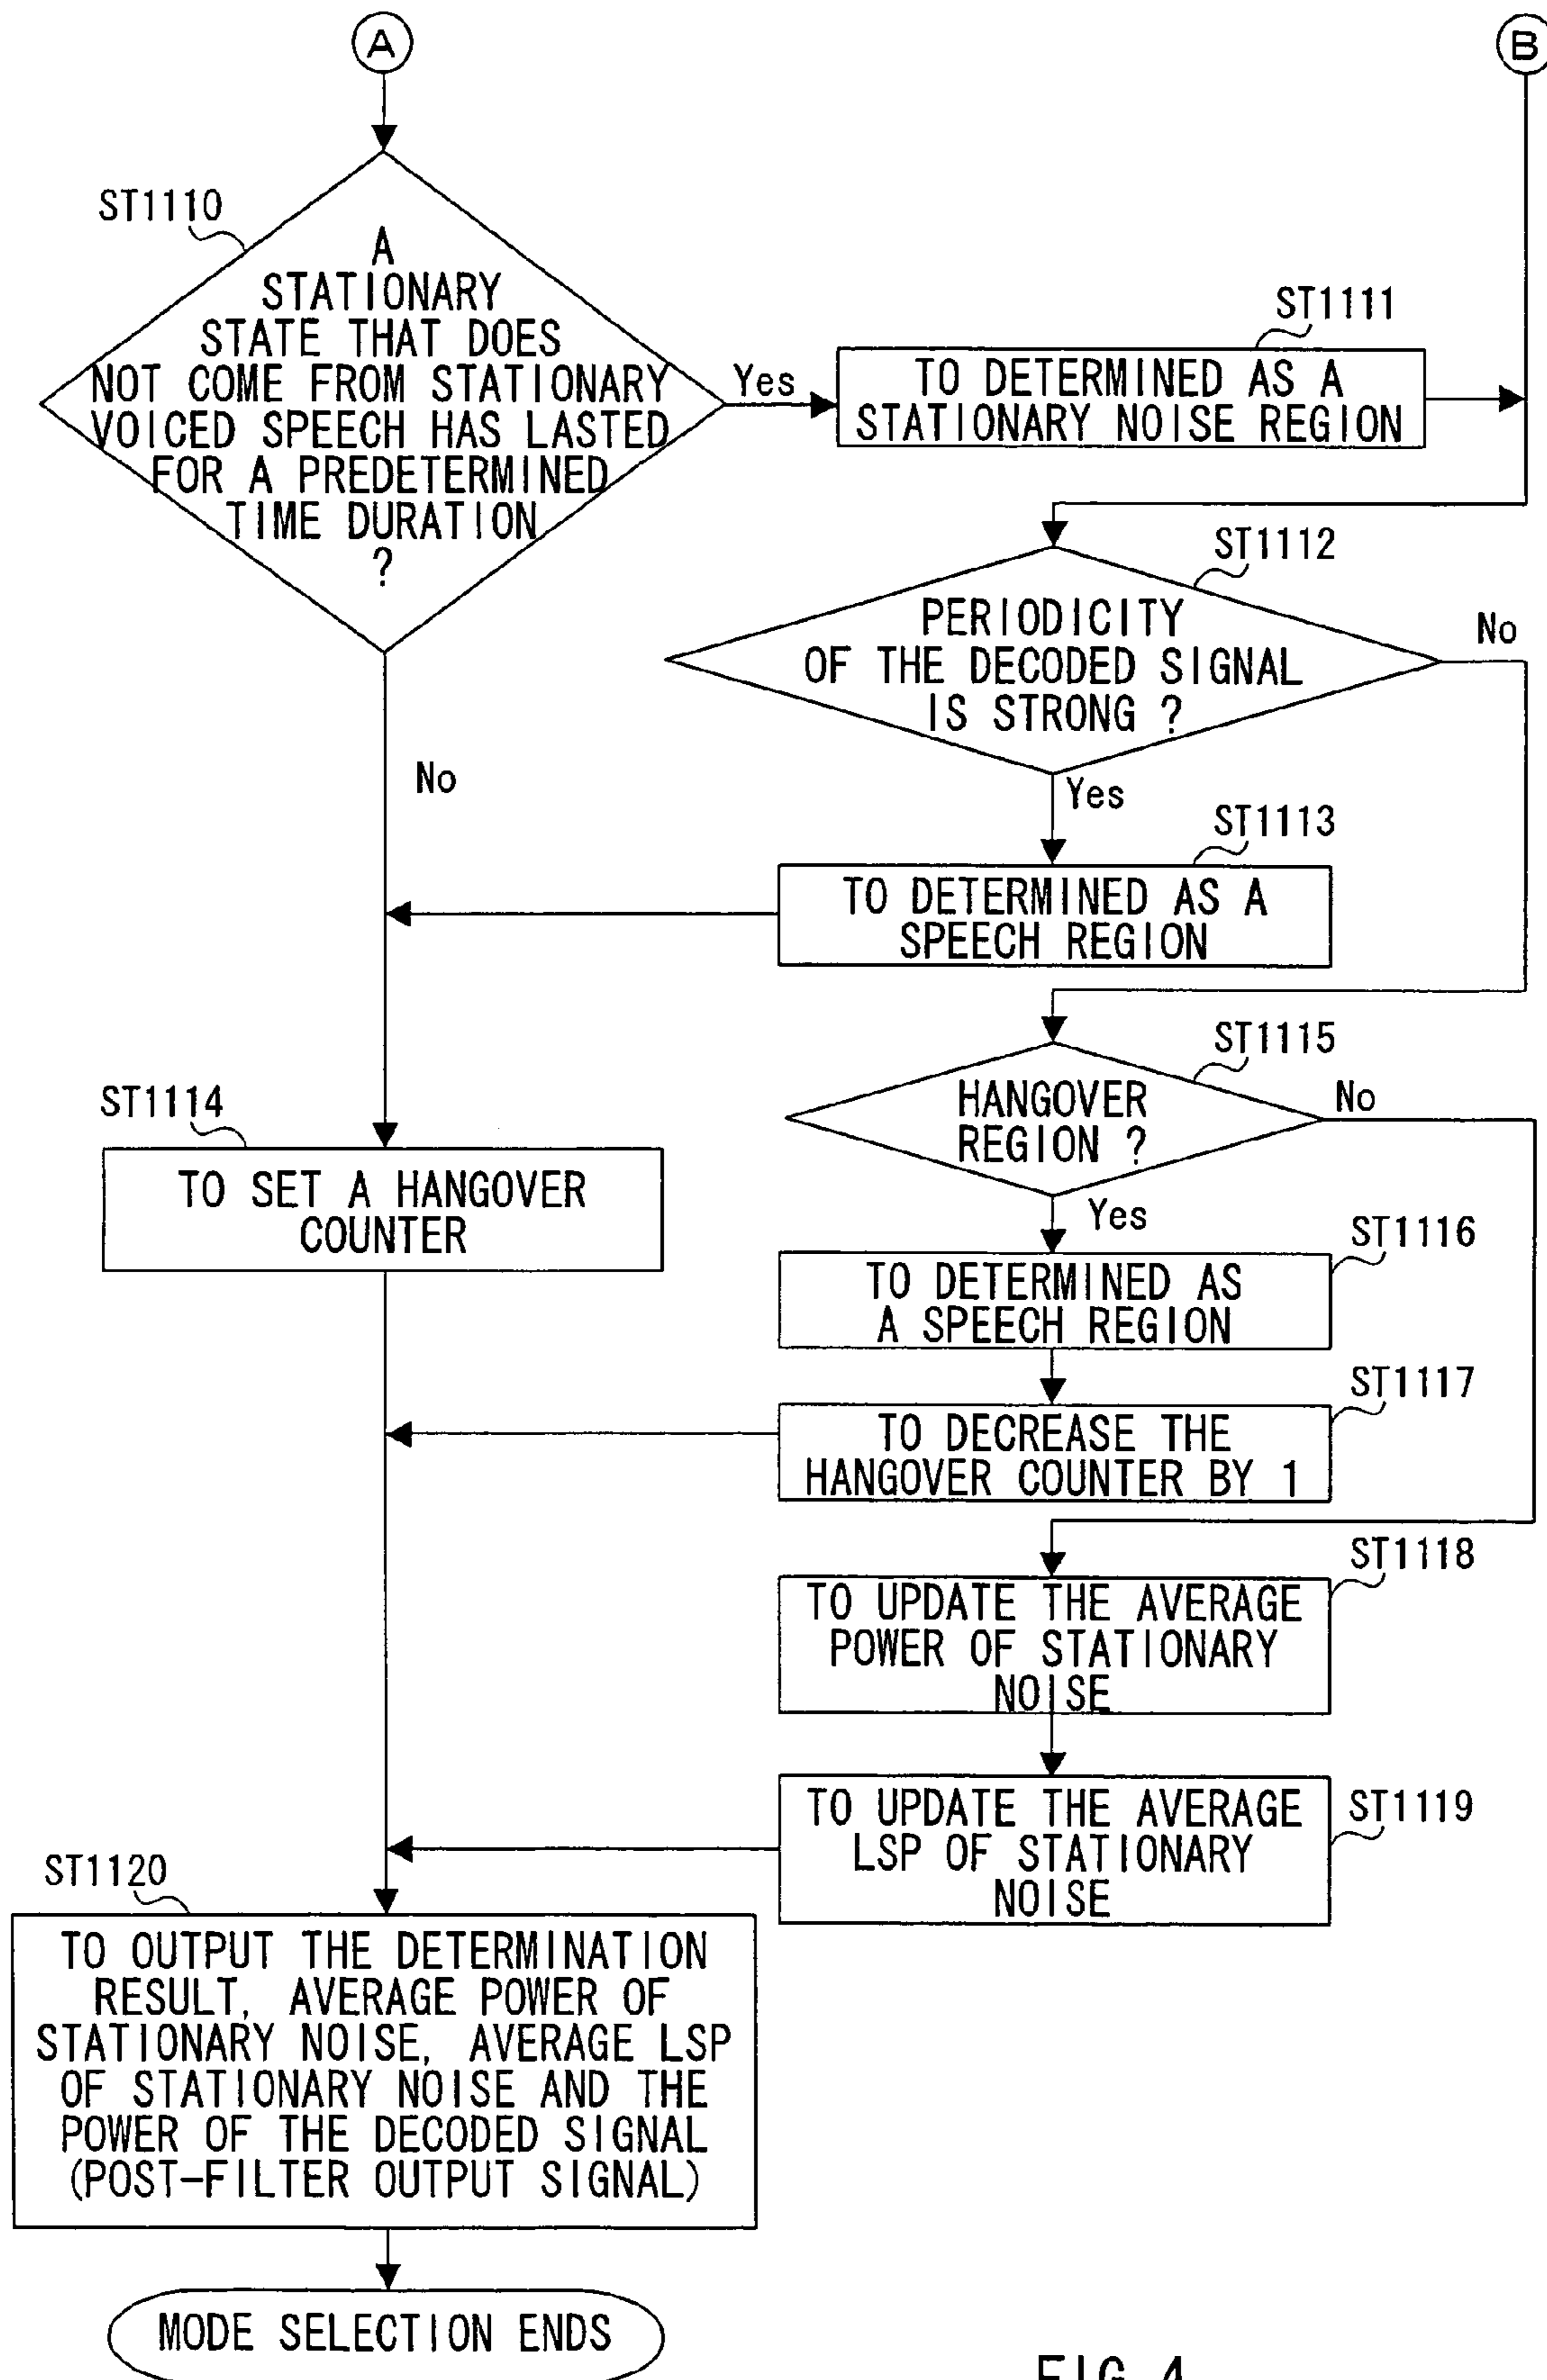 A
B
ST1110
A
STATIONARY
STATE THAT DOES
NOT COME FROM STATIONARY
VOICED SPEECH HAS LASTED
FOR A PREDETERMINED
TIME DURATION
?
Yes
ST1111
TO DETERMINED AS A
STATIONARY NOISE REGION
ST1112
PERIODICITY
OF THE DECODED SIGNAL
IS STRONG ?
No
No
Yes
ST1113
TO DETERMINED AS A
SPEECH REGION
ST1115
HANGOVER
REGION ?
No
ST1114
TO SET A HANGOVER
COUNTER
Yes
ST1116
TO DETERMINED AS
A SPEECH REGION
ST1117
TO DECREASE THE
HANGOVER COUNTER BY 1
ST1118
TO UPDATE THE AVERAGE
POWER OF STATIONARY
NOISE
ST1119
TO UPDATE THE AVERAGE
LSP OF STATIONARY
NOISE
ST1120
TO OUTPUT THE DETERMINATION
RESULT, AVERAGE POWER OF
STATIONARY NOISE, AVERAGE LSP
OF STATIONARY NOISE AND THE
POWER OF THE DECODED SIGNAL
(POST-FILTER OUTPUT SIGNAL)
MODE SELECTION ENDS
FIG. 4